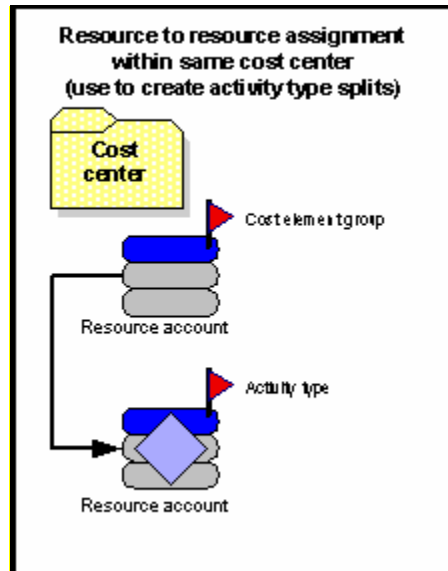 Resource to resource assignment
within same cost center
(use to create activity type splits)
Cost
center
Cost element group
Resource account
Activity type
Resource account